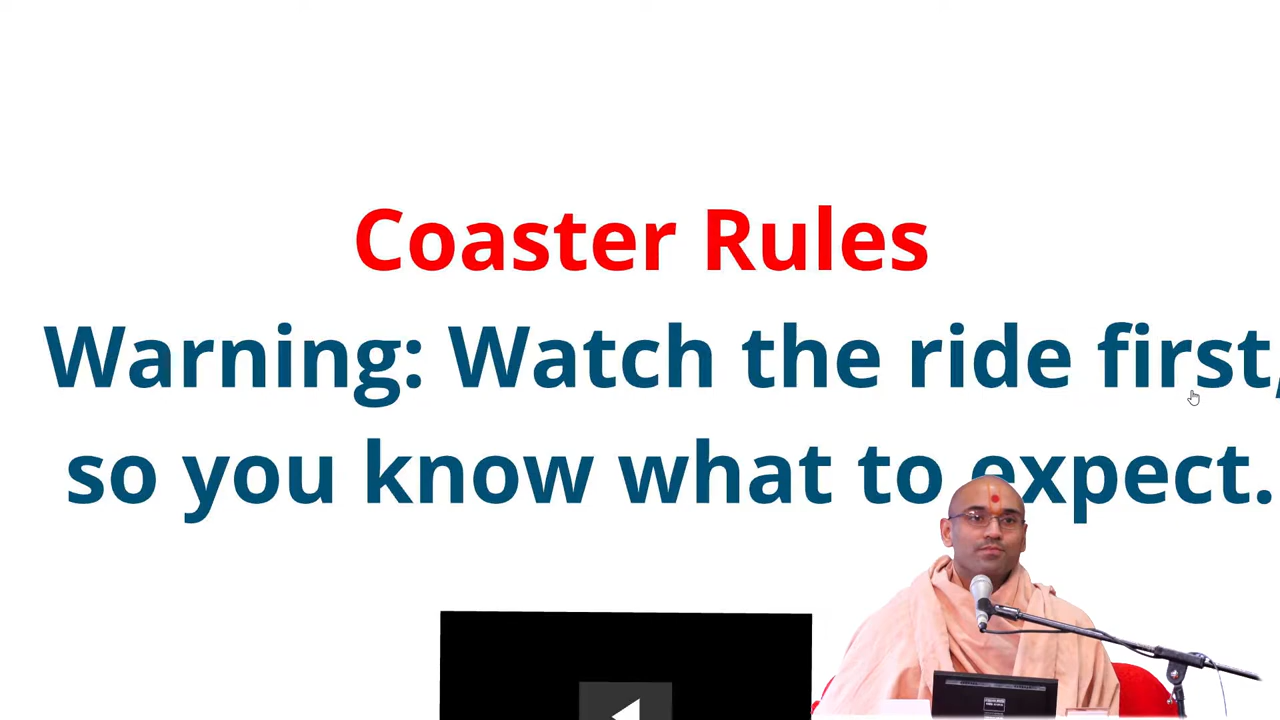 Coaster Rules
Warning: Watch the ride first,
so you know what to expect.